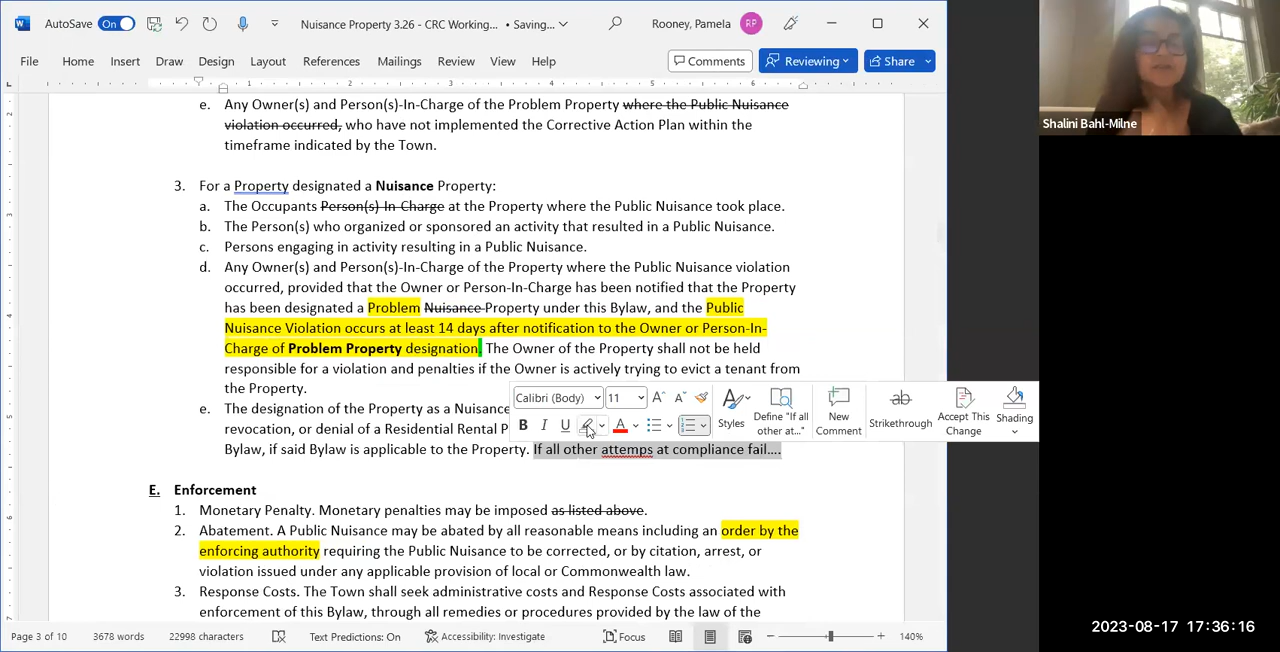 AutoSave On Nuisance Property 3.26 - CRC Working... • Saving... Rooney, Pamela RP
File Home Insert Draw Design Layout References Mailings Review View Help Comments Reviewing Share
1 2 3 4 5 6
e. Any Owner(s) and Person(s)-In-Charge of the Problem Property where the Public Nuisance
violation occurred, who have not implemented the Corrective Action Plan within the
timeframe indicated by the Town.
3. For a Property designated a Nuisance Property:
a. The Occupants Person(s)-In-Charge at the Property where the Public Nuisance took place.
b. The Person(s) who organized or sponsored an activity that resulted in a Public Nuisance.
c. Persons engaging in activity resulting in a Public Nuisance.
d. Any Owner(s) and Person(s)-In-Charge of the Property where the Public Nuisance violation
occurred, provided that the Owner or Person-In-Charge has been notified that the Property
has been designated a Problem Nuisance Property under this Bylaw, and the Public
Nuisance Violation occurs at least 14 days after notification to the Owner or Person-In-
Charge of Problem Property designation. The Owner of the Property shall not be held
responsible for a violation and penalties if the Owner is actively trying to evict a tenant from
the Property.
e. The designation of the Property as a Nuisance
revocation, or denial of a Residential Rental P
Bylaw, if said Bylaw is applicable to the Property. If all other attemps at compliance fail....
Calibri (Body) 11
B I U A Styles Define "If all other at..." New Comment Strikethrough Accept This Change Shading
E. Enforcement
1. Monetary Penalty. Monetary penalties may be imposed as listed above.
2. Abatement. A Public Nuisance may be abated by all reasonable means including an order by the
enforcing authority requiring the Public Nuisance to be corrected, or by citation, arrest, or
violation issued under any applicable provision of local or Commonwealth law.
3. Response Costs. The Town shall seek administrative costs and Response Costs associated with
enforcement of this Bylaw, through all remedies or procedures provided by the law of the
Page 3 of 10 3678 words 22998 characters Text Predictions: On Accessibility: Investigate Focus 140%
Shalini Bahl-Milne
2023-08-17 17:36:16